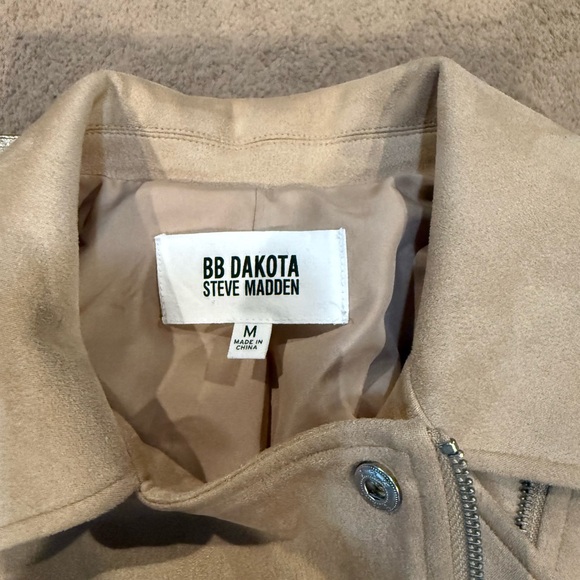 BB DAKOTA
STEVE MADDEN
M
MADE IN
CHINA